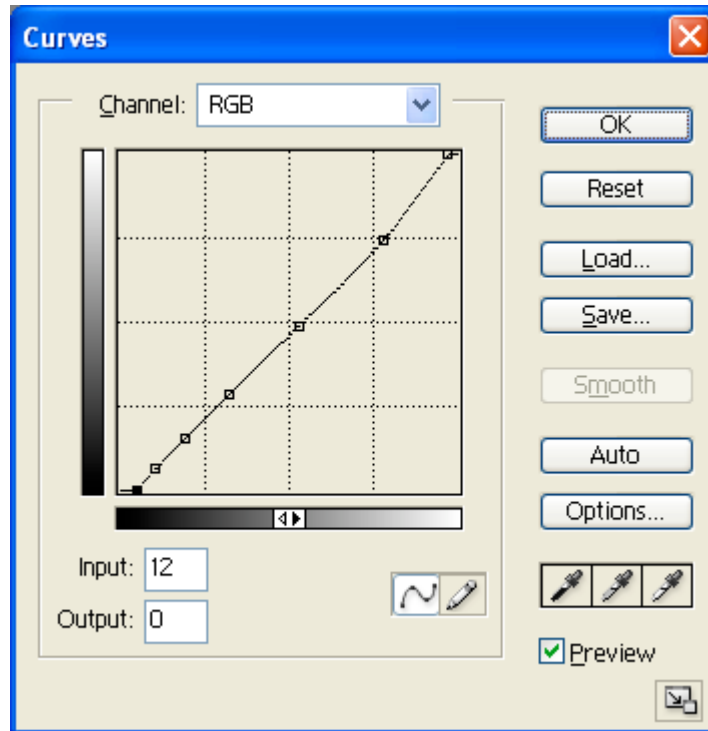 Curves
Channel: RGB
OK
Reset
Load...
Save...
Smooth
Auto
Options...
Input: 12
Output: 0
Preview